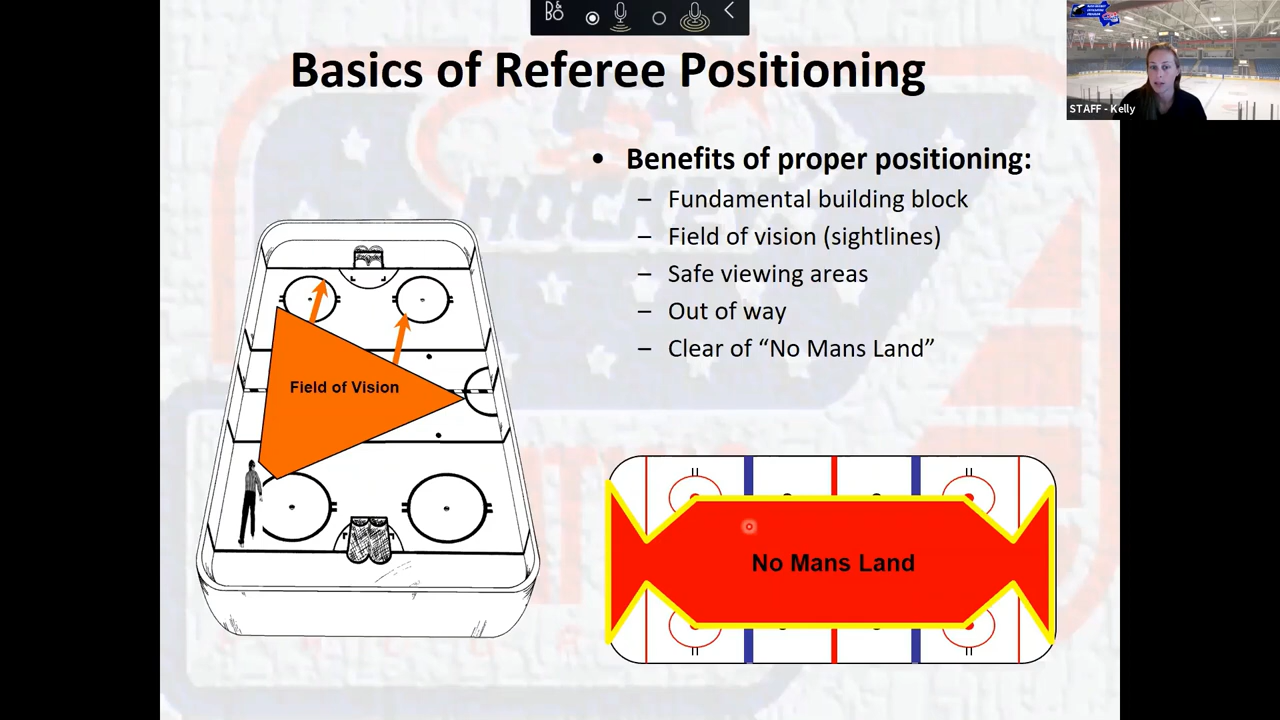 B&O
Basics of Referee Positioning
STAFF - Kelly
• Benefits of proper positioning:
– Fundamental building block
– Field of vision (sightlines)
– Safe viewing areas
– Out of way
– Clear of “No Mans Land”
Field of Vision
No Mans Land
HOCKEY